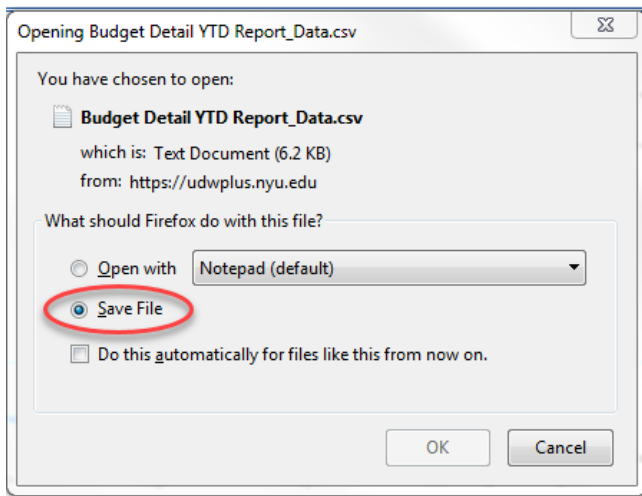 Opening Budget Detail YTD Report_Data.csv
You have chosen to open:
Budget Detail YTD Report_Data.csv
which is: Text Document (6.2 KB)
from: https://udwplus.nyu.edu
What should Firefox do with this file?
Open with Notepad (default)
Save File
Do this automatically for files like this from now on.
OK Cancel